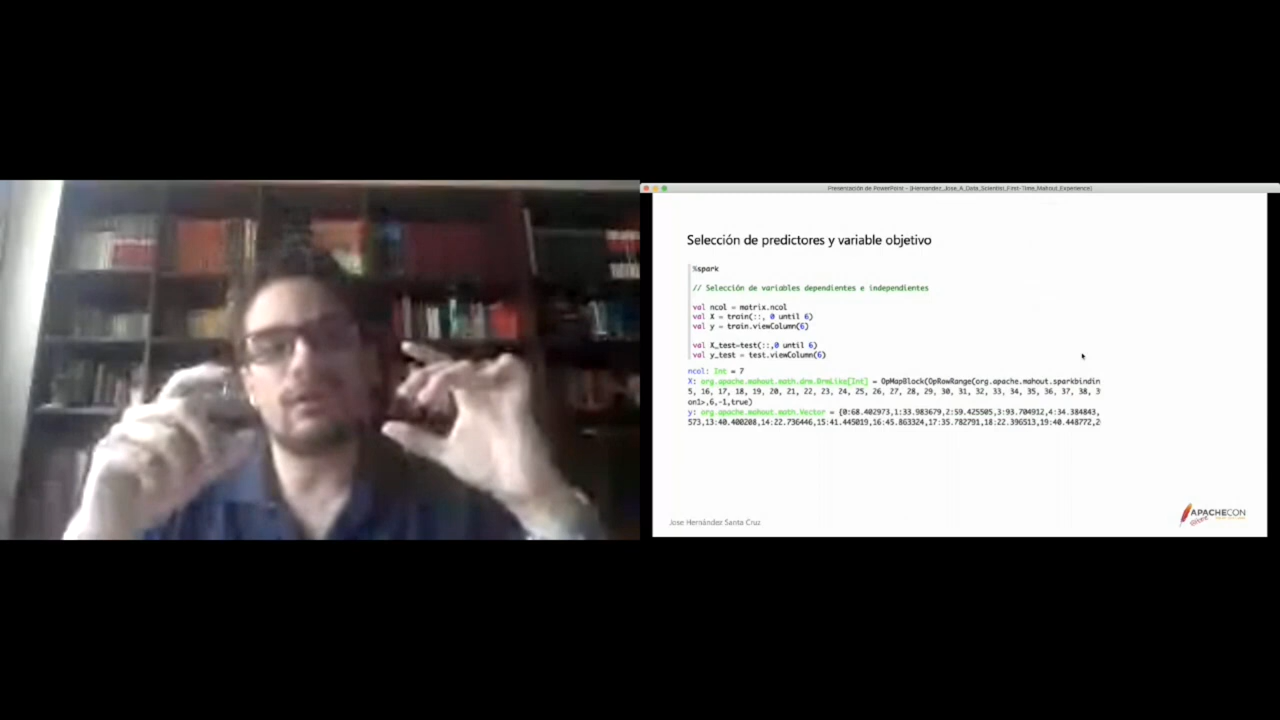 Presentación de PowerPoint - [Hernandez_Jose_A_Data_Scientist_First-Time_Mahout_Experience]
Selección de predictores y variable objetivo
%spark
// Selección de variables dependientes e independientes
val ncol = matrix.ncol
val X = train(::, 0 until 6)
val y = train.viewColumn(6)
val X_test=test(::,0 until 6)
val y_test = test.viewColumn(6)
ncol: Int = 7
X: org.apache.mahout.math.drm.DrmLike[Int] = OpMapBlock(OpRowRange(org.apache.mahout.sparkbindin
5, 16, 17, 18, 19, 20, 21, 22, 23, 24, 25, 26, 27, 28, 29, 30, 31, 32, 33, 34, 35, 36, 37, 38, 3
on1>,6,-1,true)
y: org.apache.mahout.math.Vector = {0:68.402973,1:33.983679,2:59.425505,3:93.704912,4:34.384843,
573,13:40.400208,14:22.736446,15:41.445019,16:45.863324,17:35.782791,18:22.396513,19:40.448772,2
Jose Hernández Santa Cruz
APACHECON